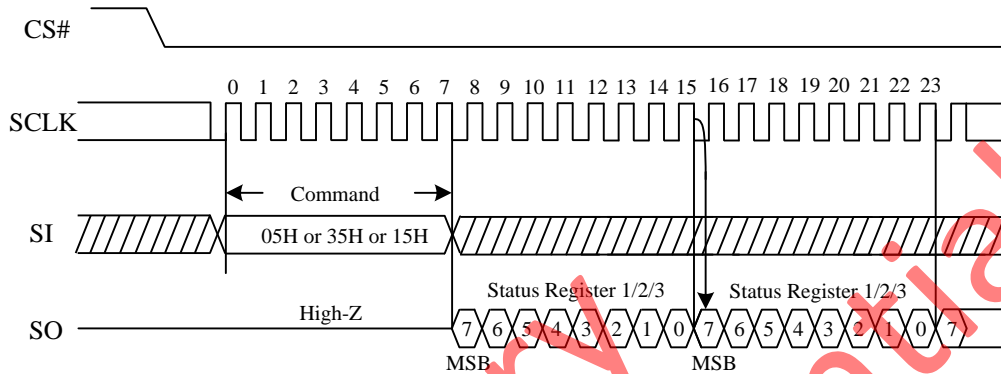 CS#
0 1 2 3 4 5 6 7 8 9 10 11 12 13 14 15 16 17 18 19 20 21 22 23
SCLK
Command
SI
05H or 35H or 15H
Status Register 1/2/3 Status Register 1/2/3
High-Z
SO
7 6 5 4 3 2 1 0 7 6 5 4 3 2 1 0 7
MSB MSB